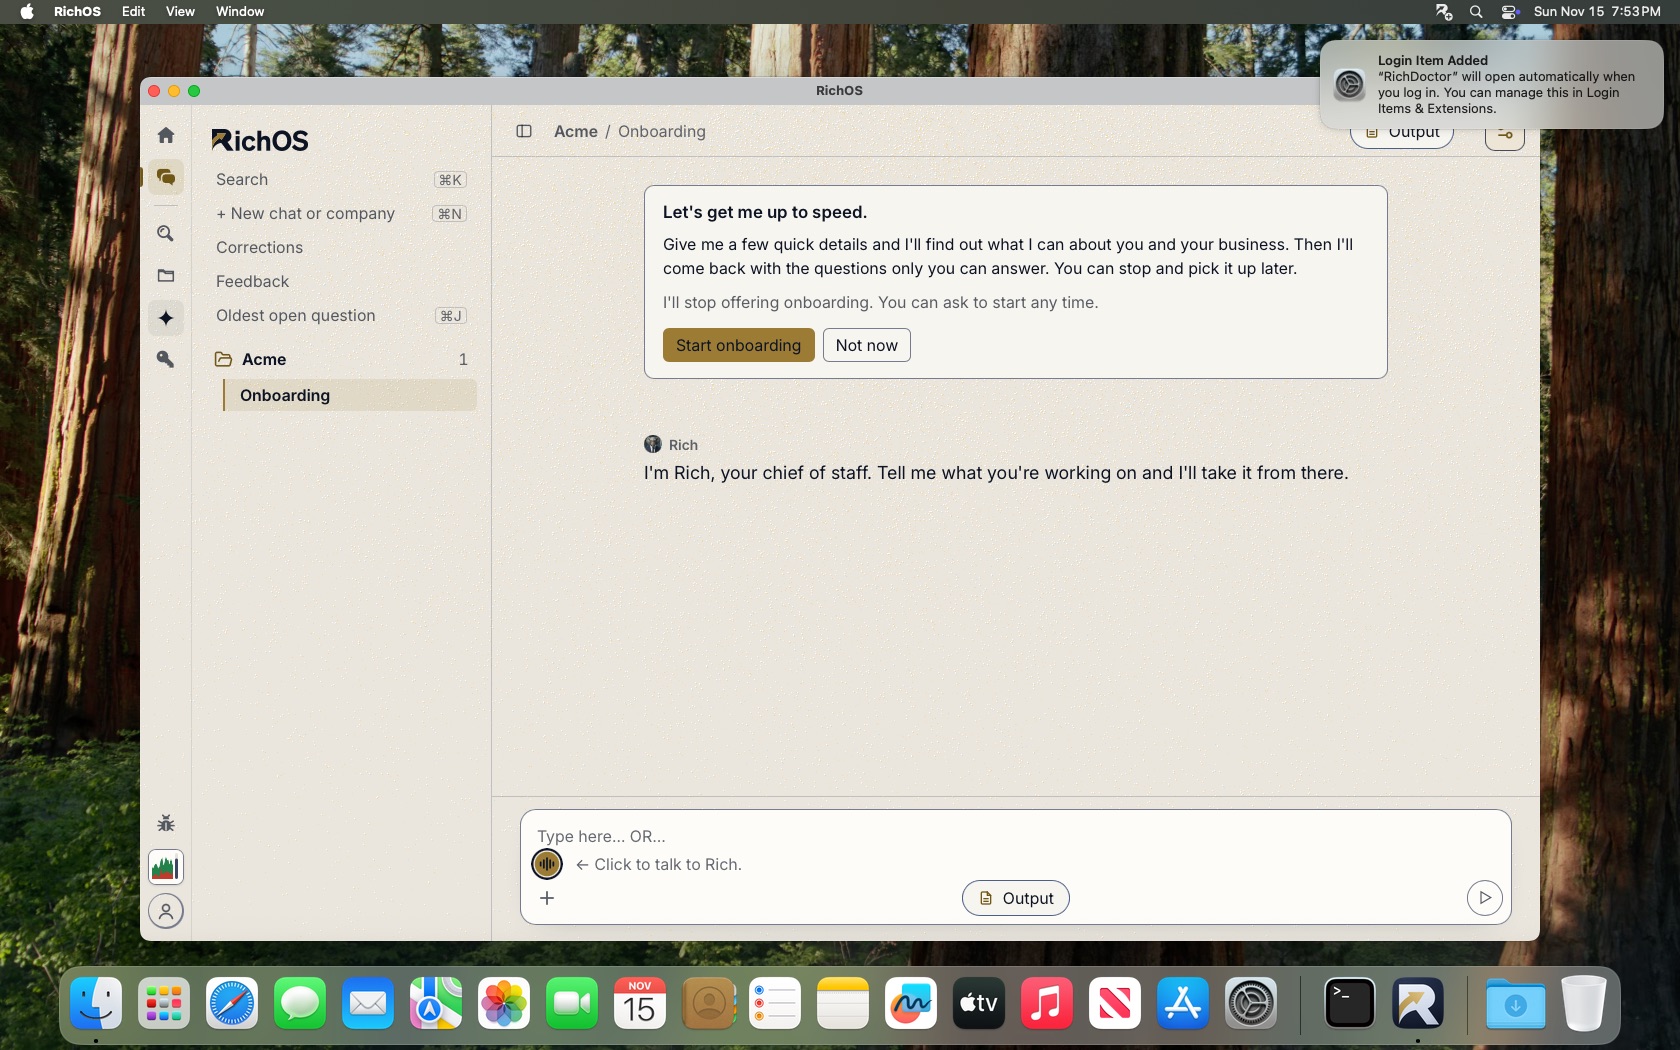 RichOS Edit View Window
Sun Nov 15 7:53 PM
Login Item Added
“RichDoctor” will open automatically when
you log in. You can manage this in Login
Items & Extensions.
RichOS
RichOS
Search ⌘K
+ New chat or company ⌘N
Corrections
Feedback
Oldest open question ⌘J
Acme 1
Onboarding
Acme / Onboarding
Output
Let's get me up to speed.
Give me a few quick details and I'll find out what I can about you and your business. Then I'll
come back with the questions only you can answer. You can stop and pick it up later.
I'll stop offering onboarding. You can ask to start any time.
Start onboarding Not now
Rich
I'm Rich, your chief of staff. Tell me what you're working on and I'll take it from there.
Type here... OR...
← Click to talk to Rich.
Output
NOV
15
tv
>_